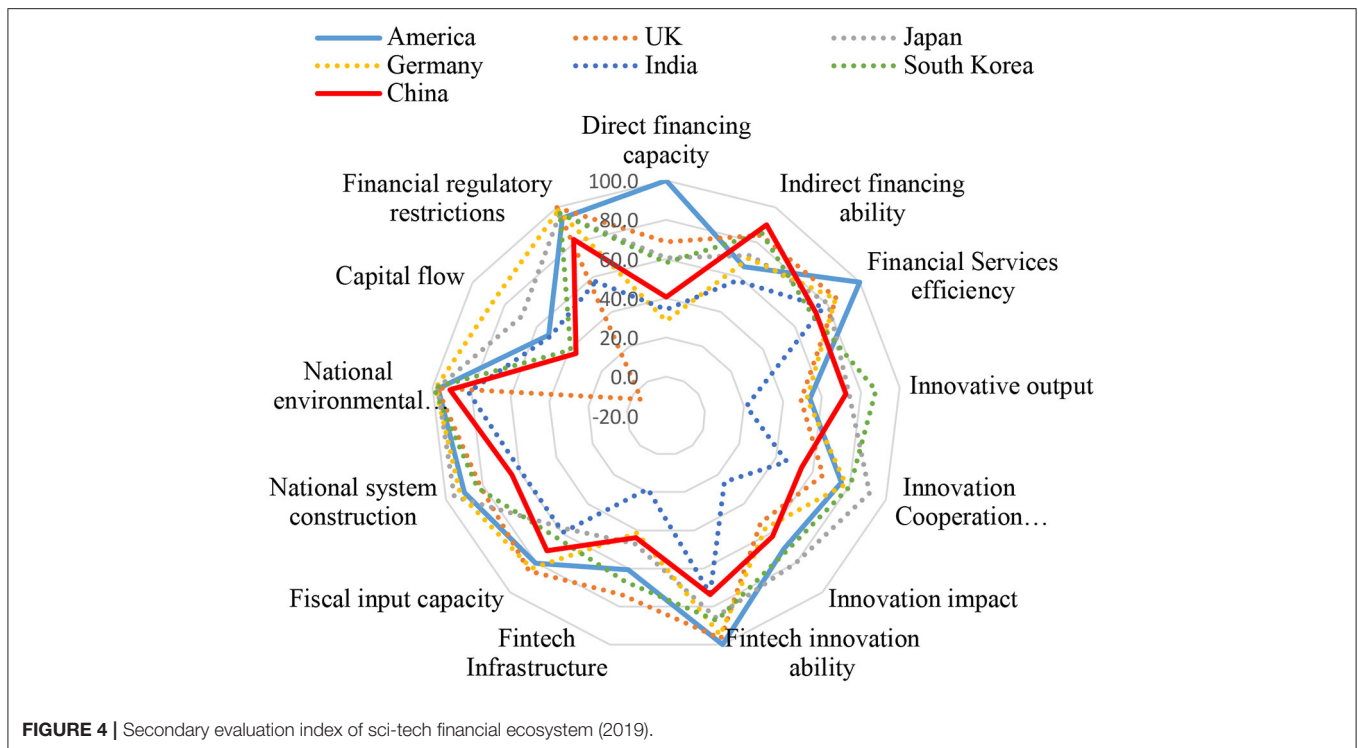 America
UK
Japan
Germany
India
South Korea
China
Direct financing
capacity
Indirect financing
ability
Financial Services
efficiency
Innovative output
Innovation
Cooperation…
Innovation impact
Fintech innovation
ability
Fintech
Infrastructure
Fiscal input capacity
National system
construction
National
environmental…
Capital flow
Financial regulatory
restrictions
100.0
80.0
60.0
40.0
20.0
0.0
-20.0
FIGURE 4 | Secondary evaluation index of sci-tech financial ecosystem (2019).